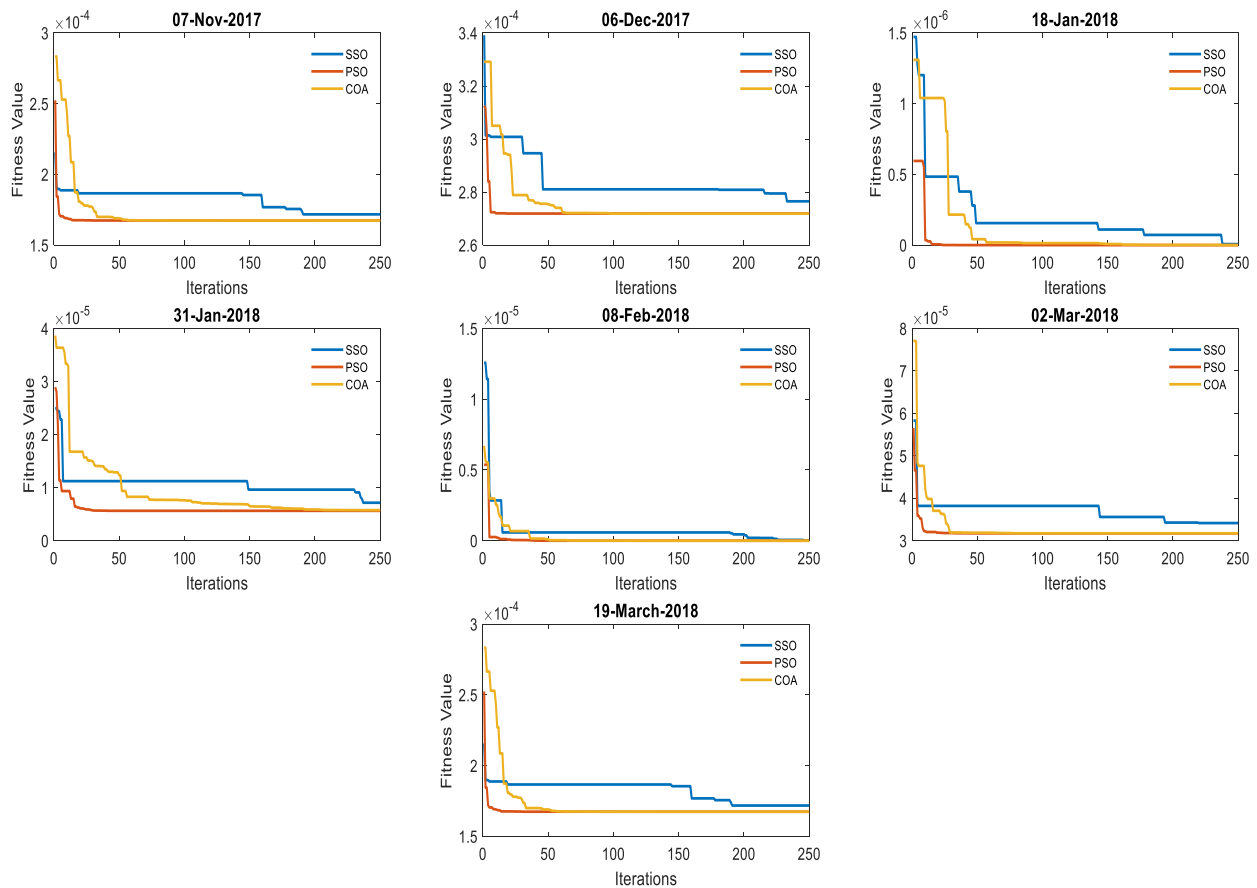 07-Nov-2017
×10-4
3
2.5
2
1.5
Fitness Value
SSO
PSO
COA
0 50 100 150 200 250
Iterations
06-Dec-2017
×10-4
3.4
3.2
3
2.8
2.6
Fitness Value
SSO
PSO
COA
0 50 100 150 200 250
Iterations
18-Jan-2018
×10-6
1.5
1
0.5
0
Fitness Value
SSO
PSO
COA
0 50 100 150 200 250
Iterations
31-Jan-2018
×10-5
4
3
2
1
0
Fitness Value
SSO
PSO
COA
0 50 100 150 200 250
Iterations
08-Feb-2018
×10-5
1.5
1
0.5
0
Fitness Value
SSO
PSO
COA
0 50 100 150 200 250
Iterations
02-Mar-2018
×10-5
8
7
6
5
4
3
Fitness Value
SSO
PSO
COA
0 50 100 150 200 250
Iterations
19-March-2018
×10-4
3
2.5
2
1.5
Fitness Value
SSO
PSO
COA
0 50 100 150 200 250
Iterations